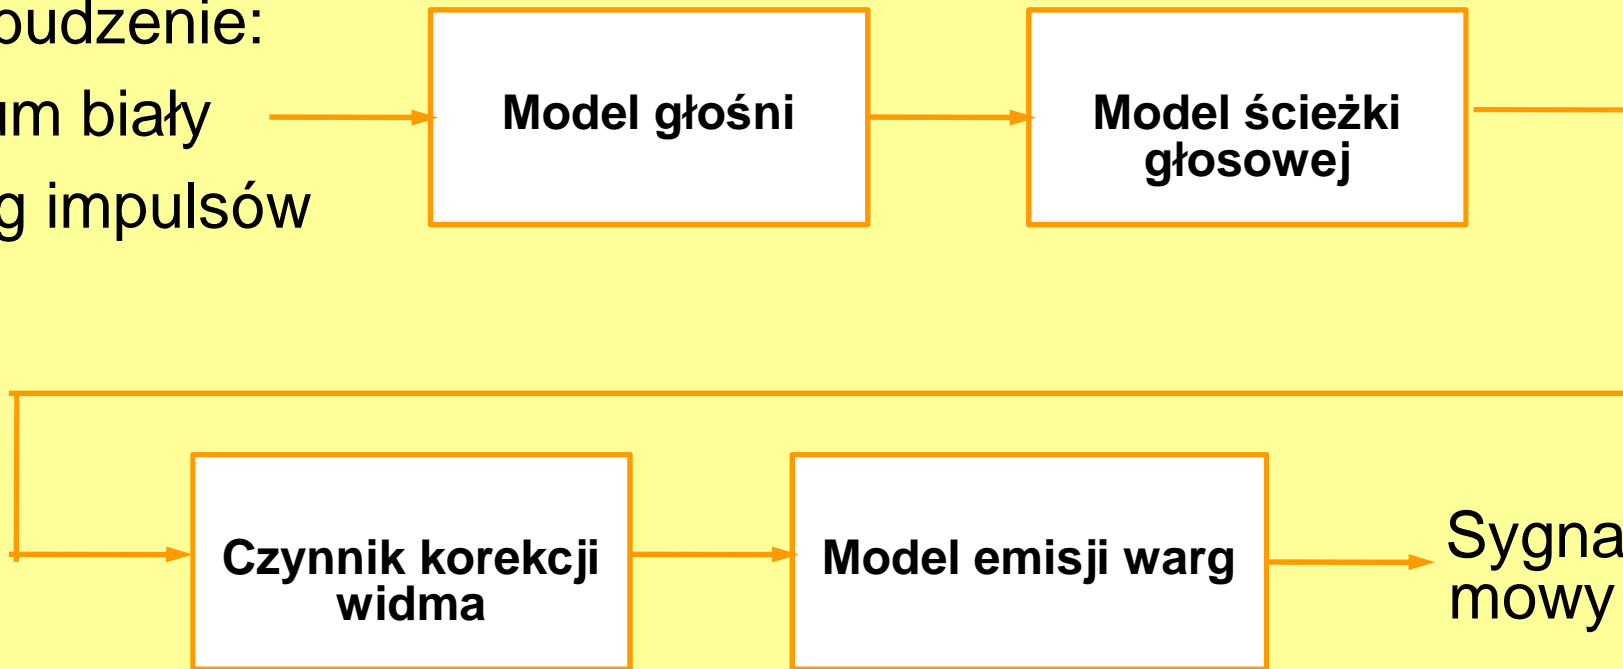 budzenie:
um biały
g impulsów
Model głośni
Model ścieżki
głosowej
Czynnik korekcji
widma
Model emisji warg
Sygna
mowy